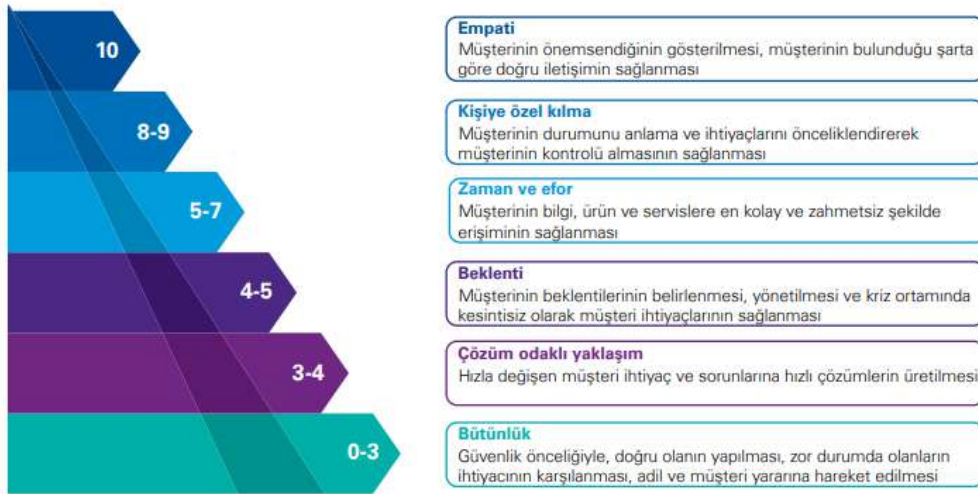 10
Empati
Müşterinin önemsendiğinin gösterilmesi, müşterinin bulunduğu şarta
göre doğru iletişimin sağlanması
8-9
Kişiye özel kılma
Müşterinin durumunu anlama ve ihtiyaçlarını önceliklendirerek
müşterinin kontrolü almasının sağlanması
5-7
Zaman ve efor
Müşterinin bilgi, ürün ve servislere en kolay ve zahmetsiz şekilde
erişiminin sağlanması
4-5
Beklenti
Müşterinin beklentilerinin belirlenmesi, yönetilmesi ve kriz ortamında
kesintisiz olarak müşteri ihtiyaçlarının sağlanması
3-4
Çözüm odaklı yaklaşım
Hızla değişen müşteri ihtiyaç ve sorunlarına hızlı çözümlerin üretilmesi
0-3
Bütünlük
Güvenlik önceliğiyle, doğru olanın yapılması, zor durumda olanların
ihtiyacının karşılanması, adil ve müşteri yararına hareket edilmesi